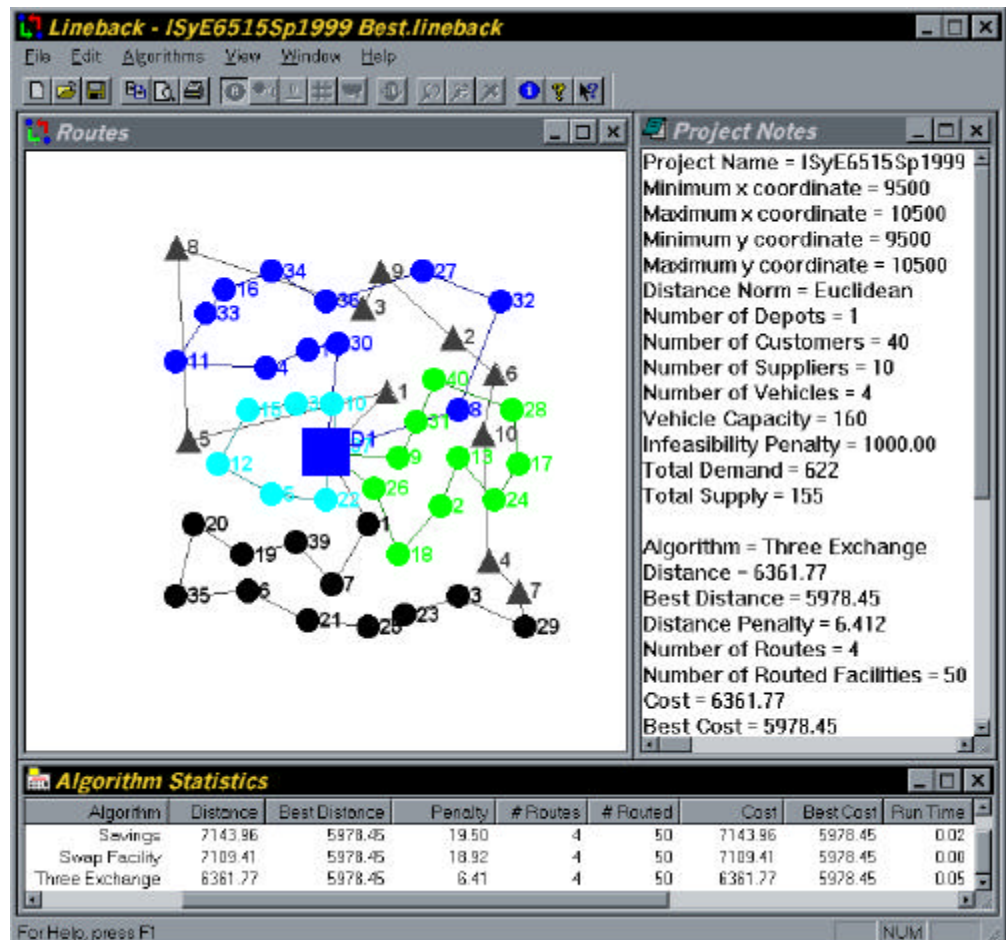 Lineback - ISyE6515Sp1999 Best.lineback
File Edit Algorithms View Window Help
Routes
8
34
9
27
16
36
32
33
3
30
2
11
4
1
6
40
1
15
3
10
8
28
31
5
D1
10
12
9
13
17
5
22
26
2
24
20
1
18
19
39
4
7
35
6
7
3
21
23
25
29
Project Notes
Project Name = ISyE6515Sp1999
Minimum x coordinate = 9500
Maximum x coordinate = 10500
Minimum y coordinate = 9500
Maximum y coordinate = 10500
Distance Norm = Euclidean
Number of Depots = 1
Number of Customers = 40
Number of Suppliers = 10
Number of Vehicles = 4
Vehicle Capacity = 160
Infeasibility Penalty = 1000.00
Total Demand = 622
Total Supply = 155
Algorithm = Three Exchange
Distance = 6361.77
Best Distance = 5978.45
Distance Penalty = 6.412
Number of Routes = 4
Number of Routed Facilities = 50
Cost = 6361.77
Best Cost = 5978.45
Algorithm Statistics
Algorithm Distance Best Distance Penalty # Routes # Routed Cost Best Cost Run Time
Savings 7143.96 5978.45 19.50 4 50 7143.96 5978.45 0.02
Swap Facility 7109.41 5978.45 18.92 4 50 7109.41 5978.45 0.00
Three Exchange 6361.77 5978.45 6.41 4 50 6361.77 5978.45 0.05
For Help, press F1
NUM